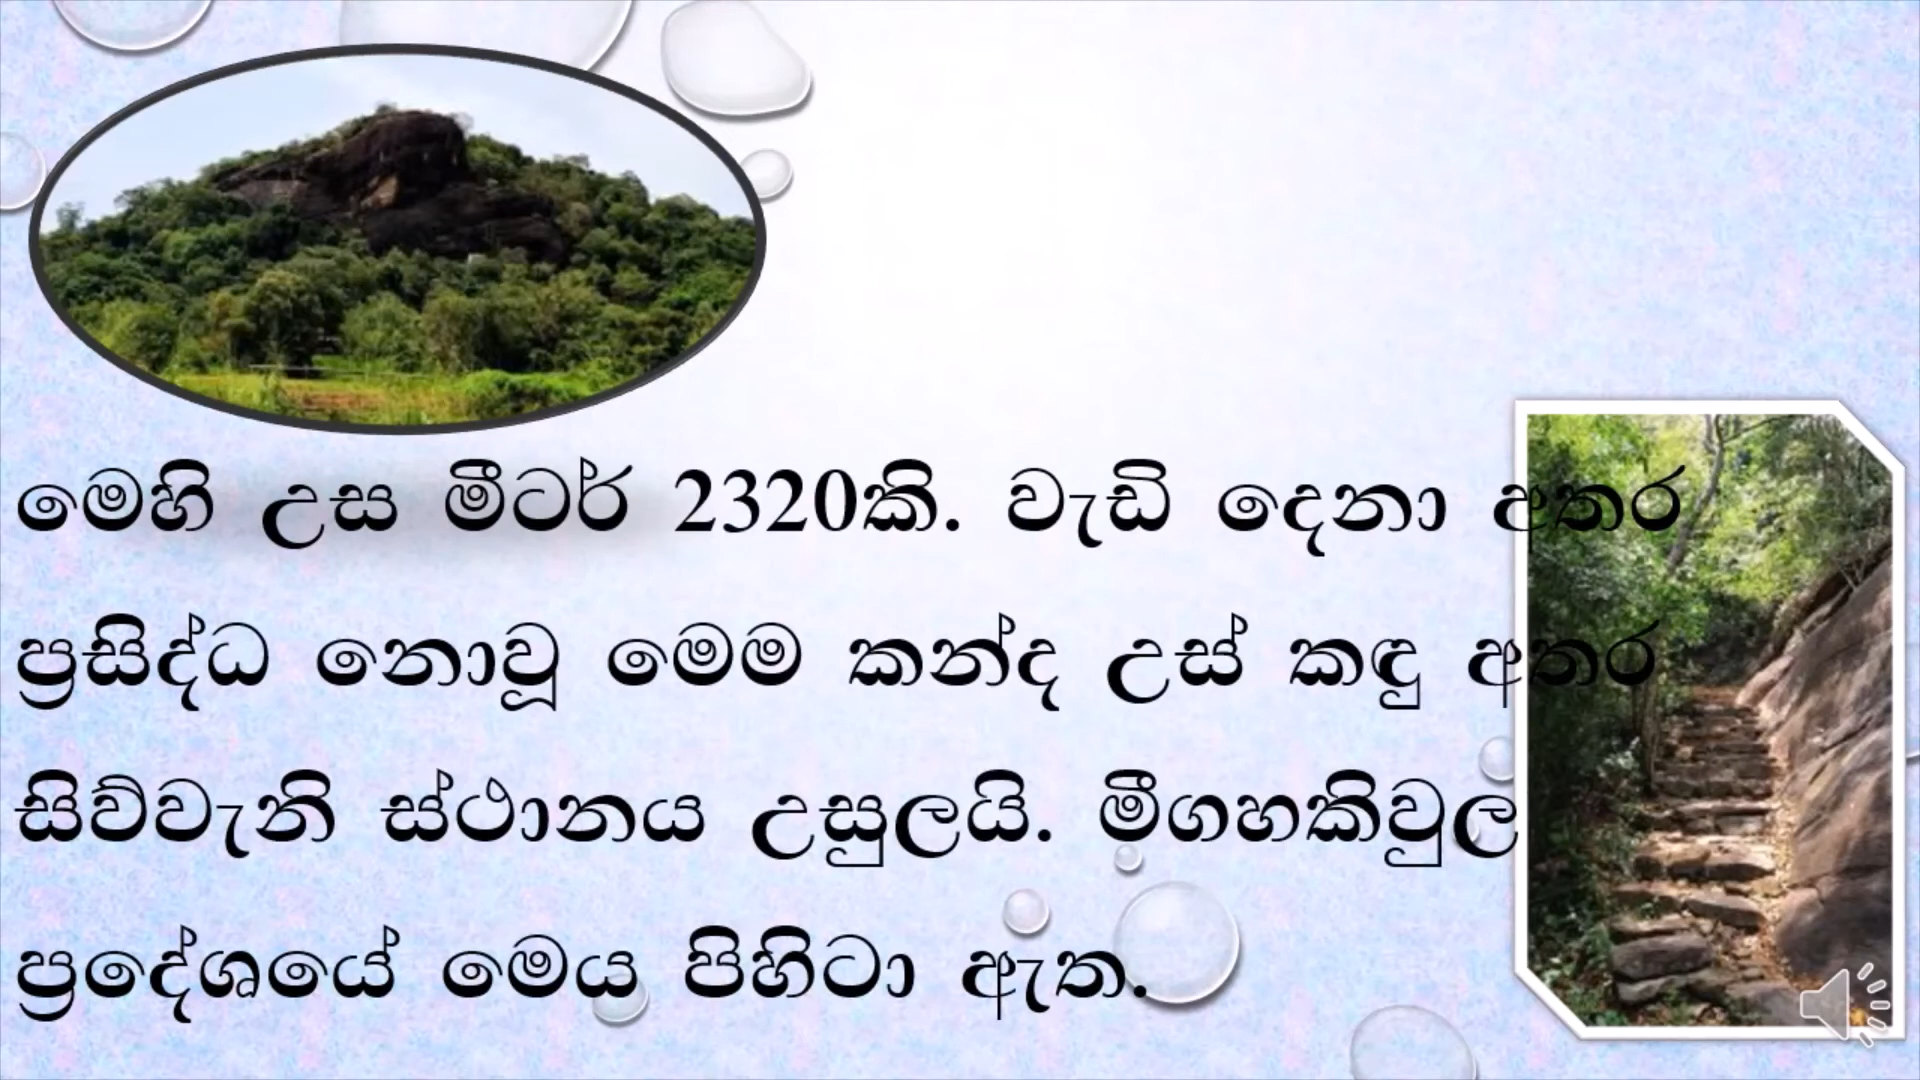 මෙහි උස මීටර් 2320කි. වැඩි දෙනා අතර
ප්‍රසිද්ධ නොවූ මෙම කන්ද උස් කඳු අතර
සිව්වැනි ස්ථානය උසුලයි. මීගහකිවුල
ප්‍රදේශයේ මෙය පිහිටා ඇත.